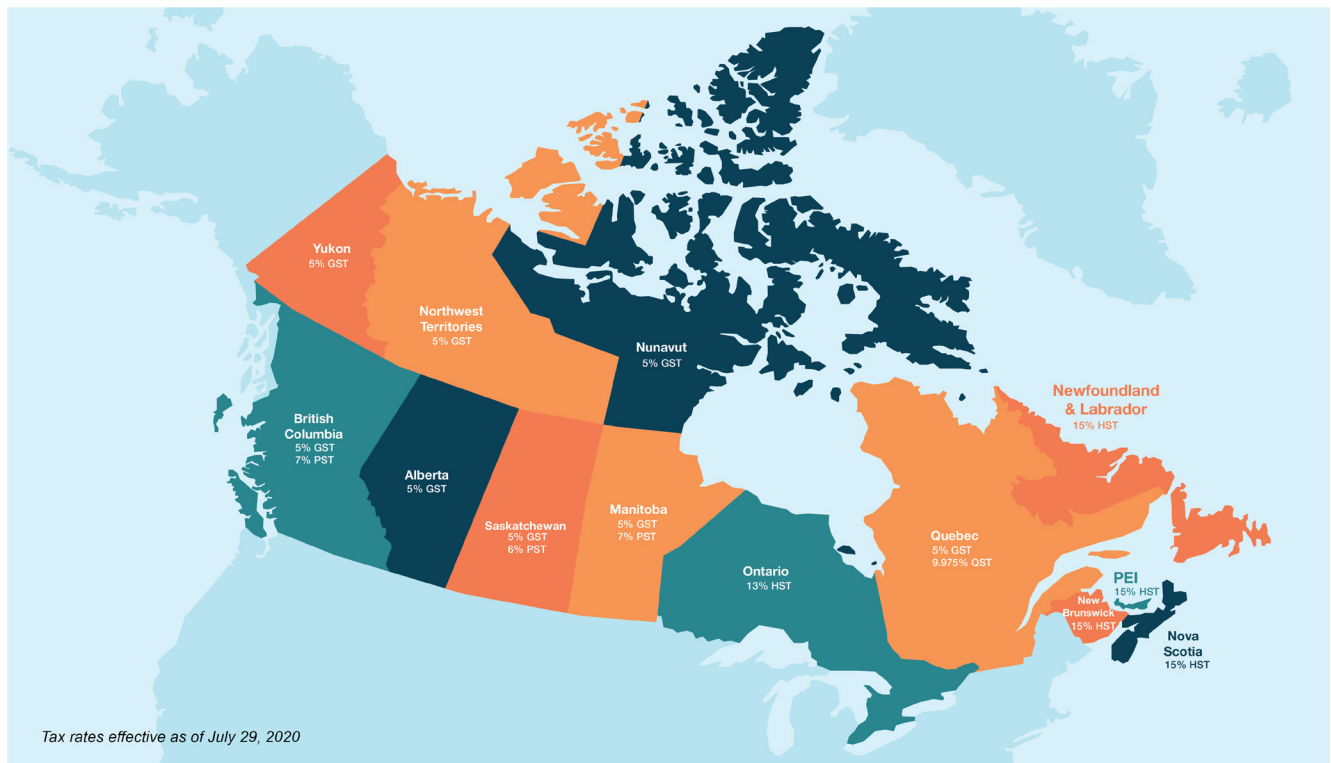 Yukon
5% GST
Northwest
Territories
5% GST
Nunavut
5% GST
British
Columbia
5% GST
7% PST
Alberta
5% GST
Saskatchewan
5% GST
6% PST
Manitoba
5% GST
7% PST
Ontario
13% HST
Quebec
5% GST
9.975% QST
Newfoundland
& Labrador
15% HST
PEI
15% HST
New
Brunswick
15% HST
Nova
Scotia
15% HST
Tax rates effective as of July 29, 2020